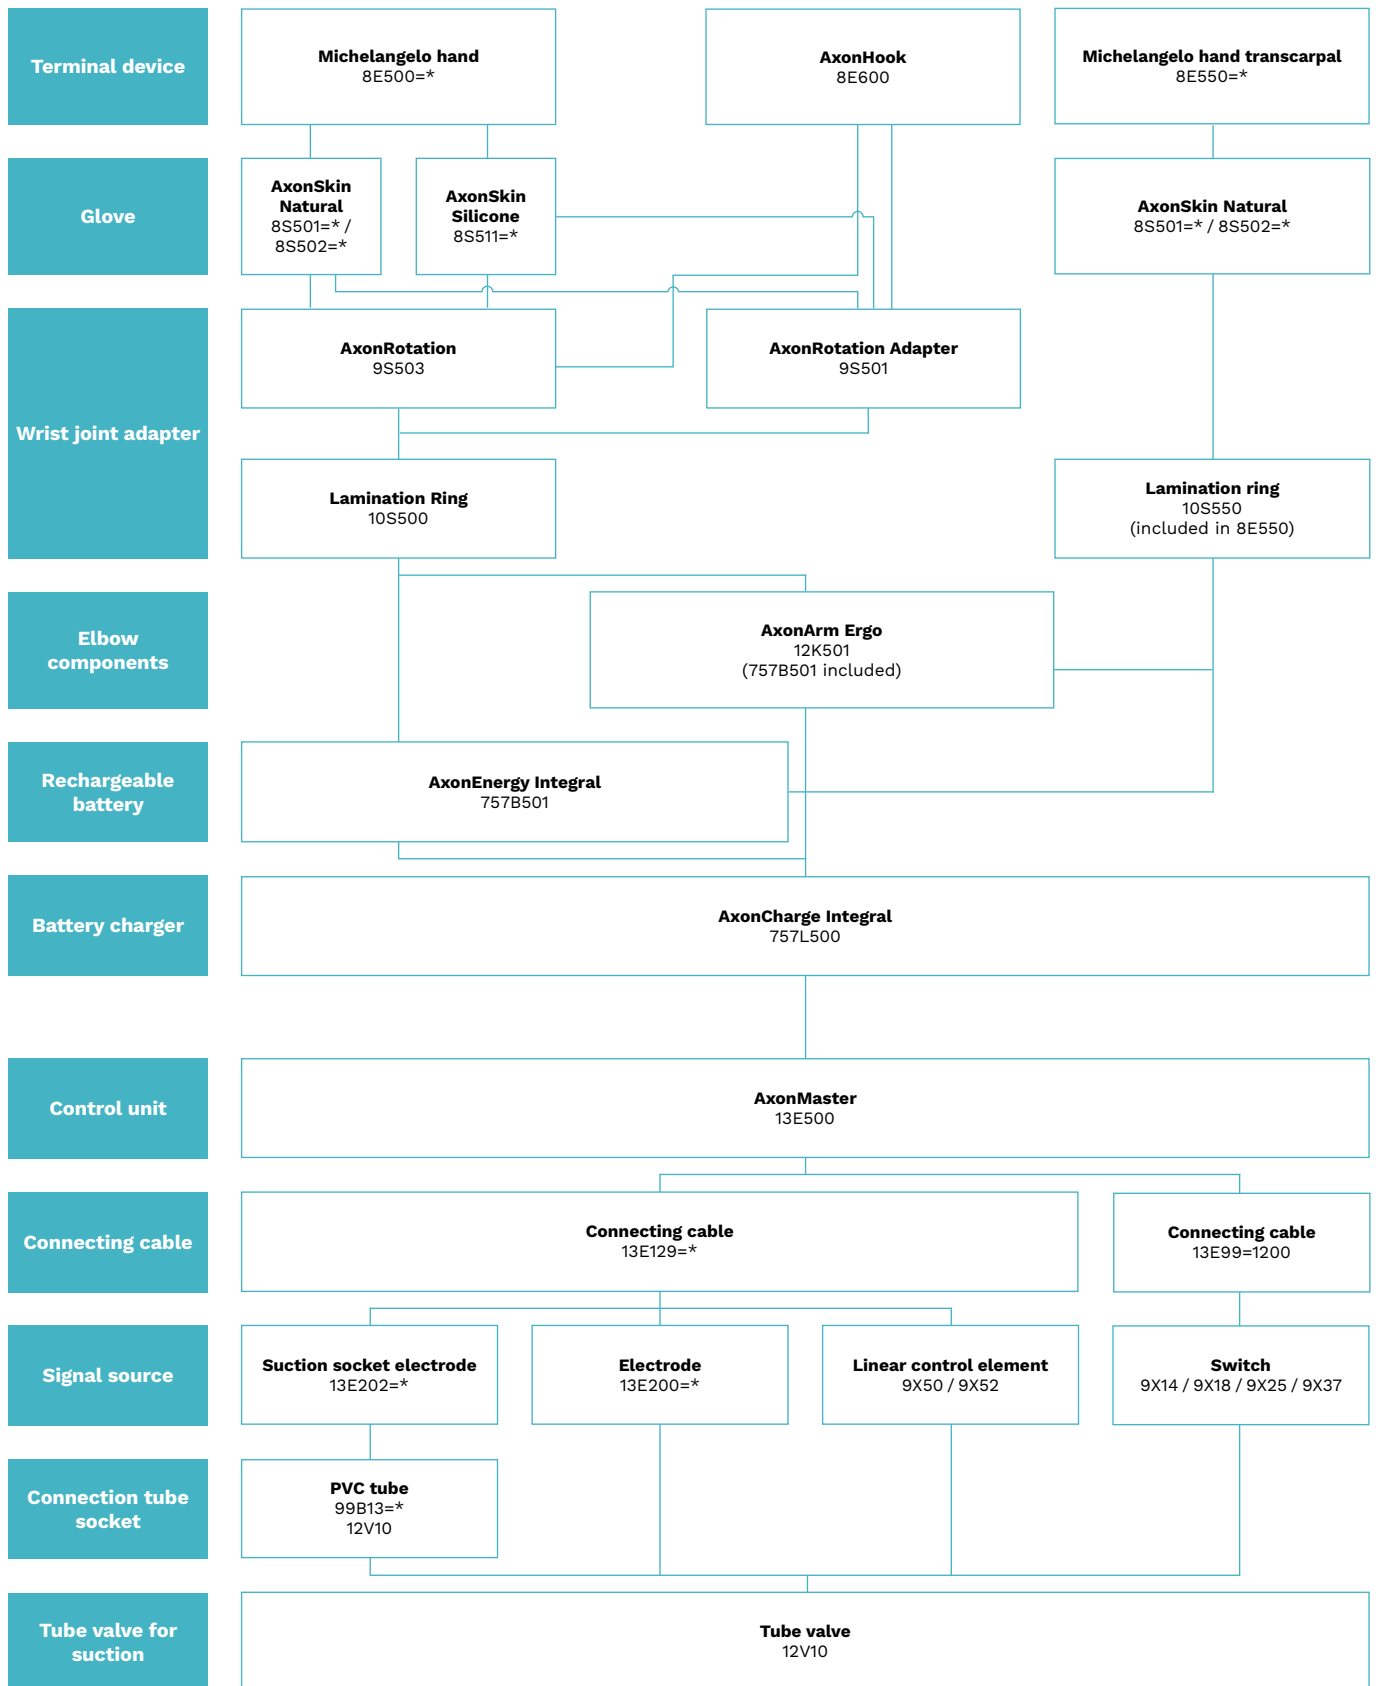 Terminal device
Michelangelo hand
8E500=*
AxonHook
8E600
Michelangelo hand transcarpal
8E550=*
Glove
AxonSkin
Natural
8S501=* /
8S502=*
AxonSkin
Silicone
8S511=*
AxonSkin Natural
8S501=* / 8S502=*
Wrist joint adapter
AxonRotation
9S503
AxonRotation Adapter
9S501
Lamination Ring
10S500
Lamination ring
10S550
(included in 8E550)
Elbow
components
AxonArm Ergo
12K501
(757B501 included)
Rechargeable
battery
AxonEnergy Integral
757B501
Battery charger
AxonCharge Integral
757L500
Control unit
AxonMaster
13E500
Connecting cable
Connecting cable
13E129=*
Connecting cable
13E99=1200
Signal source
Suction socket electrode
13E202=*
Electrode
13E200=*
Linear control element
9X50 / 9X52
Switch
9X14 / 9X18 / 9X25 / 9X37
Connection tube
socket
PVC tube
99B13=*
12V10
Tube valve for
suction
Tube valve
12V10